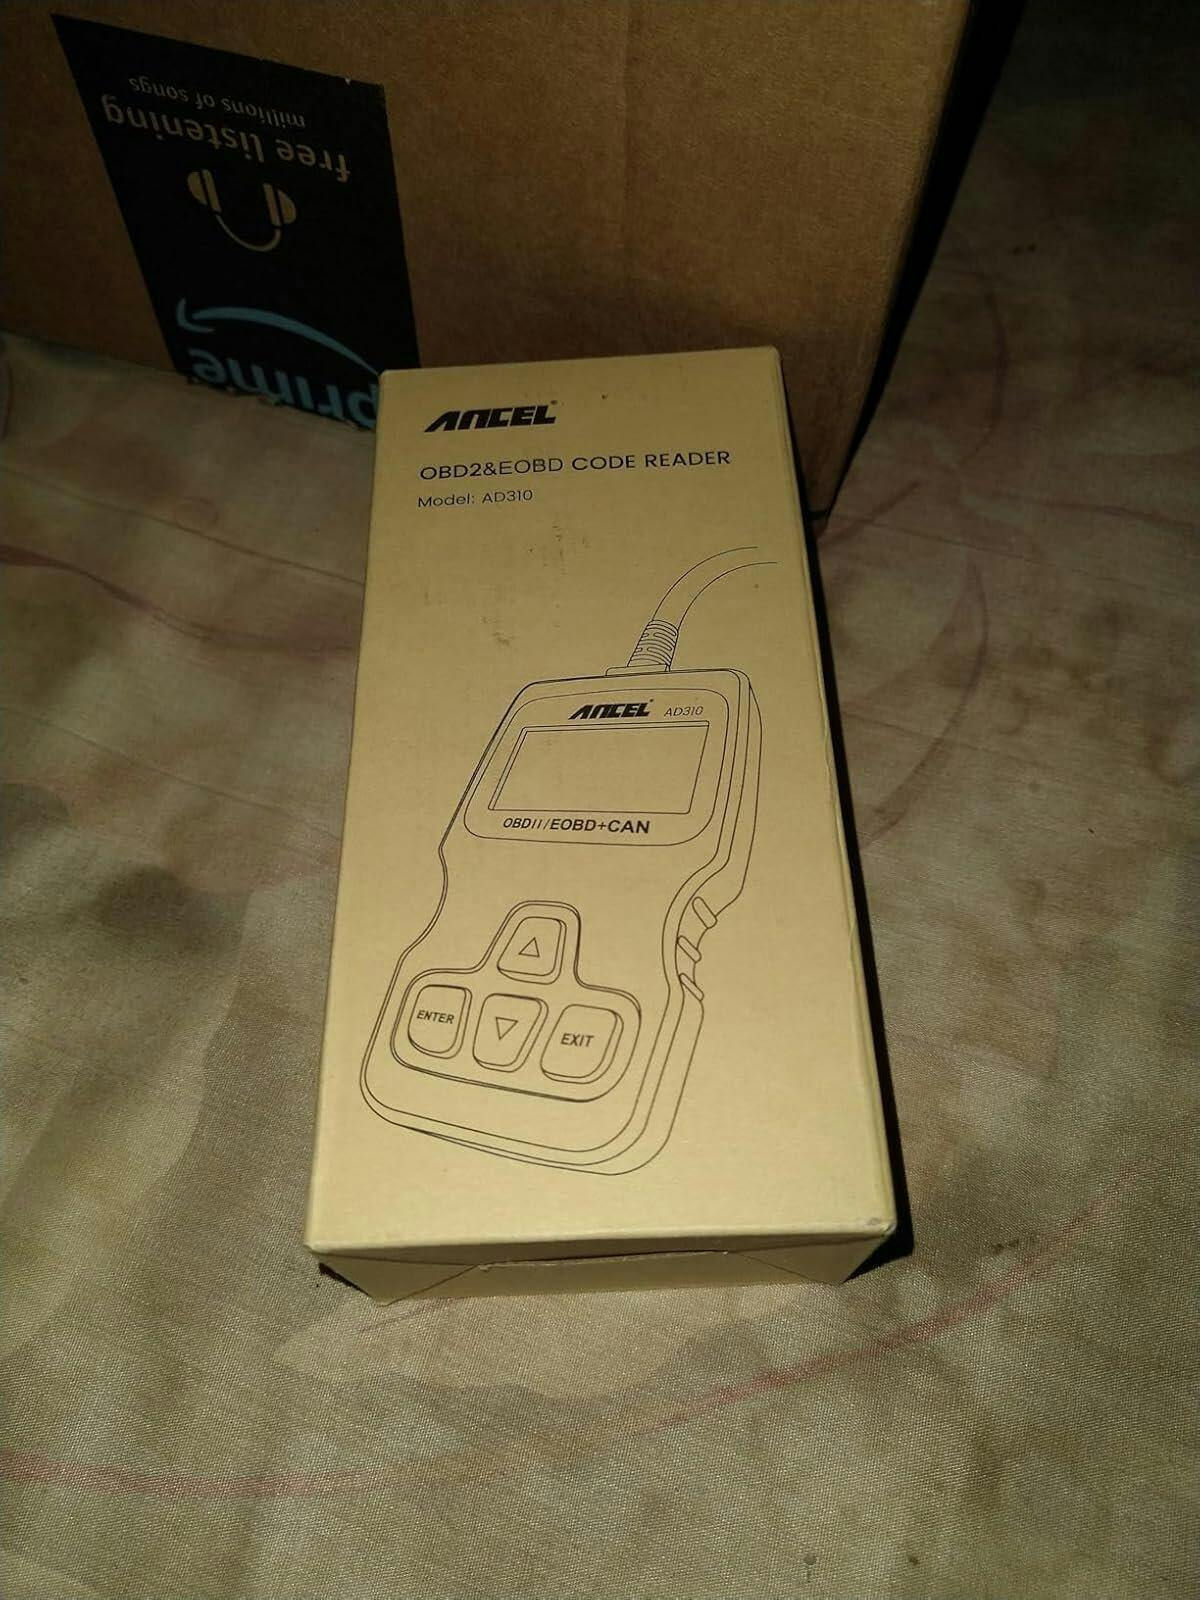 millions of songs
free listening
prime
ANCEL®
OBD2&EOBD CODE READER
Model: AD310
ANCEL® AD310
OBDII/EOBD+CAN
ENTER
EXIT